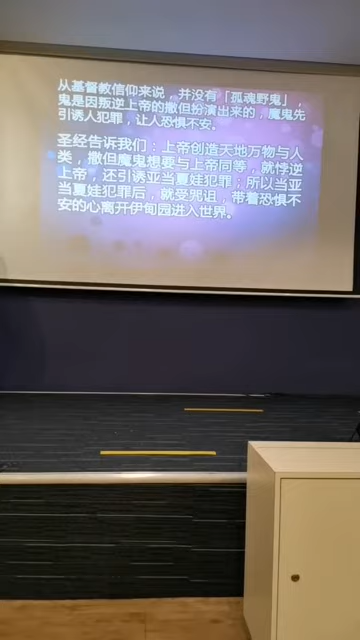 从基督教信仰来说，并没有「孤魂野鬼」，
鬼是因叛逆上帝的撒但扮演出来的，魔鬼先
引诱人犯罪，让人恐惧不安。
圣经告诉我们：上帝创造天地万物与人
类，撒但魔鬼想要与上帝同等，就悖逆
上帝，还引诱亚当夏娃犯罪；所以当亚
当夏娃犯罪后，就受咒诅，带着恐惧不
安的心离开伊甸园进入世界。